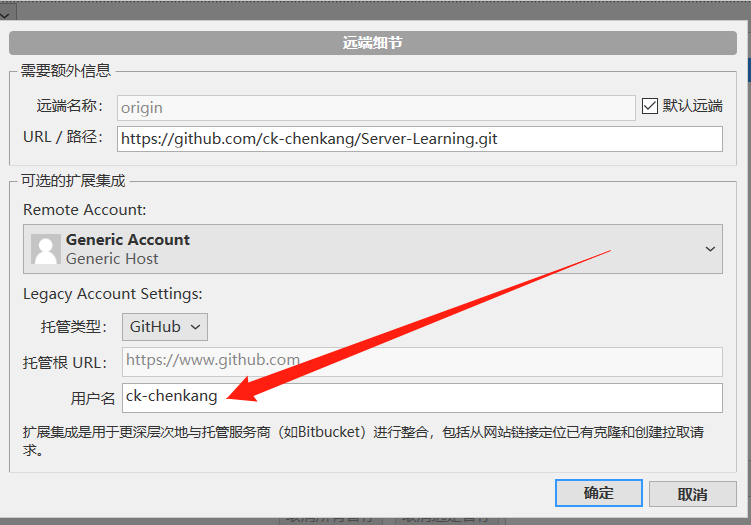 远端细节
需要额外信息
远端名称： origin 默认远端
URL / 路径： https://github.com/ck-chenkang/Server-Learning.git
可选的扩展集成
Remote Account:
Generic Account
Generic Host
Legacy Account Settings:
托管类型： GitHub
托管根 URL： https://www.github.com
用户名 ck-chenkang
扩展集成是用于更深层次地与托管服务商（如Bitbucket）进行整合，包括从网站链接定位已有克隆和创建拉取请
求。
确定 取消